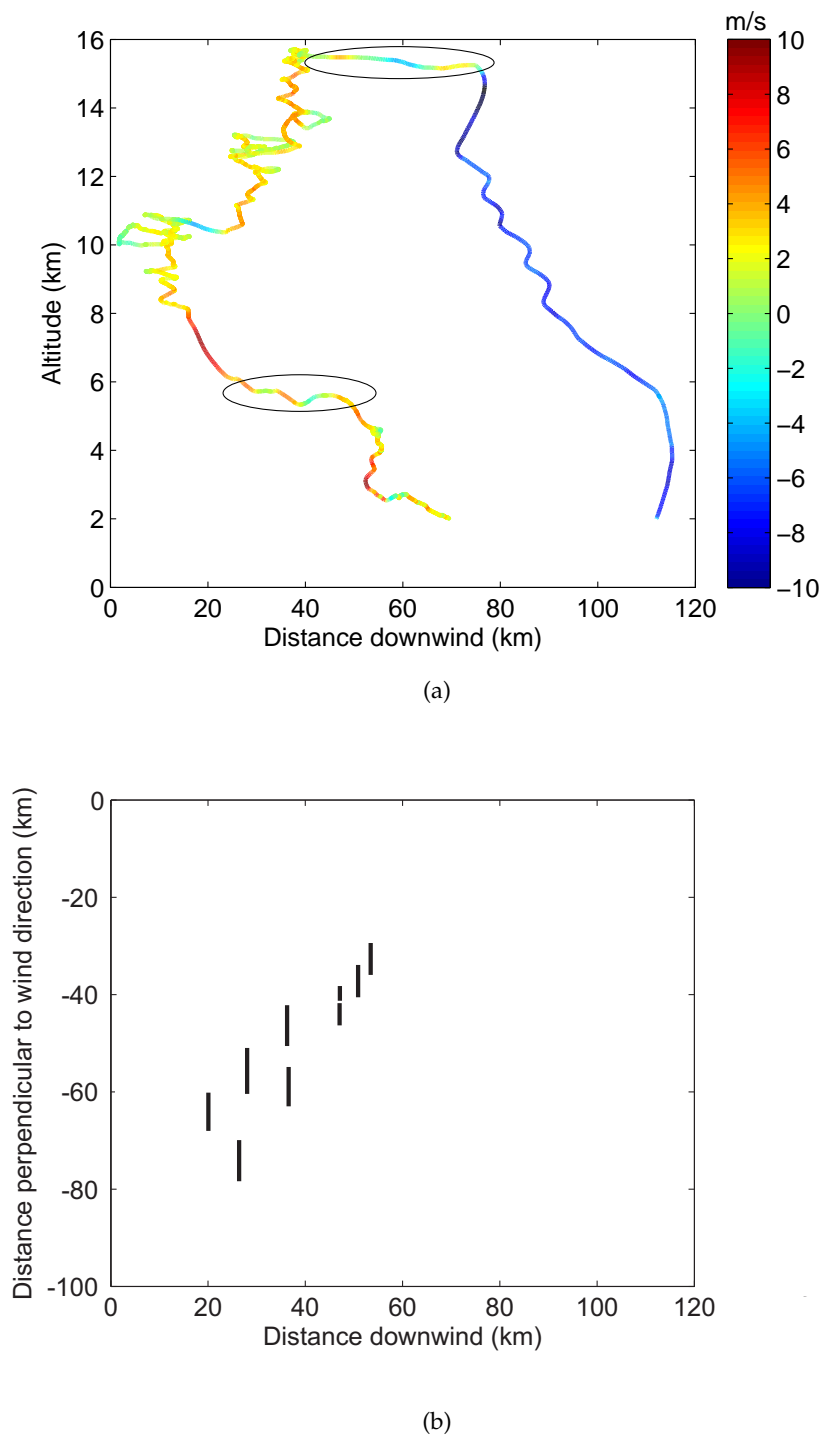 m/s
16
14
12
10
8
6
4
2
0
Altitude (km)
0 20 40 60 80 100 120
Distance downwind (km)
10
8
6
4
2
0
−2
−4
−6
−8
−10
(a)
0
-20
-40
-60
-80
-100
Distance perpendicular to wind direction (km)
0 20 40 60 80 100 120
Distance downwind (km)
(b)